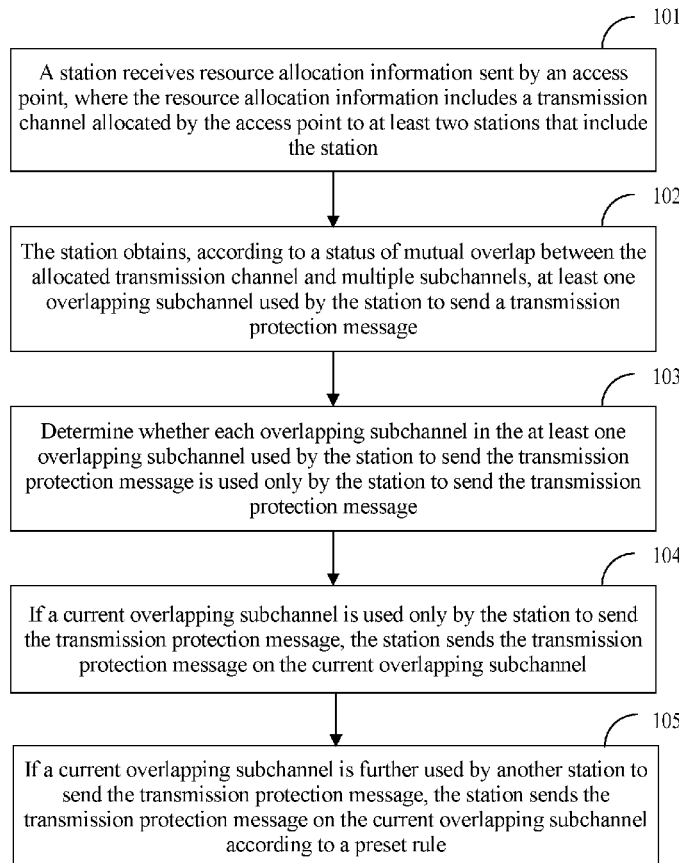 101
A station receives resource allocation information sent by an access
point, where the resource allocation information includes a transmission
channel allocated by the access point to at least two stations that include
the station
102
The station obtains, according to a status of mutual overlap between the
allocated transmission channel and multiple subchannels, at least one
overlapping subchannel used by the station to send a transmission
protection message
103
Determine whether each overlapping subchannel in the at least one
overlapping subchannel used by the station to send the transmission
protection message is used only by the station to send the transmission
protection message
104
If a current overlapping subchannel is used only by the station to send
the transmission protection message, the station sends the transmission
protection message on the current overlapping subchannel
105
If a current overlapping subchannel is further used by another station to
send the transmission protection message, the station sends the
transmission protection message on the current overlapping subchannel
according to a preset rule